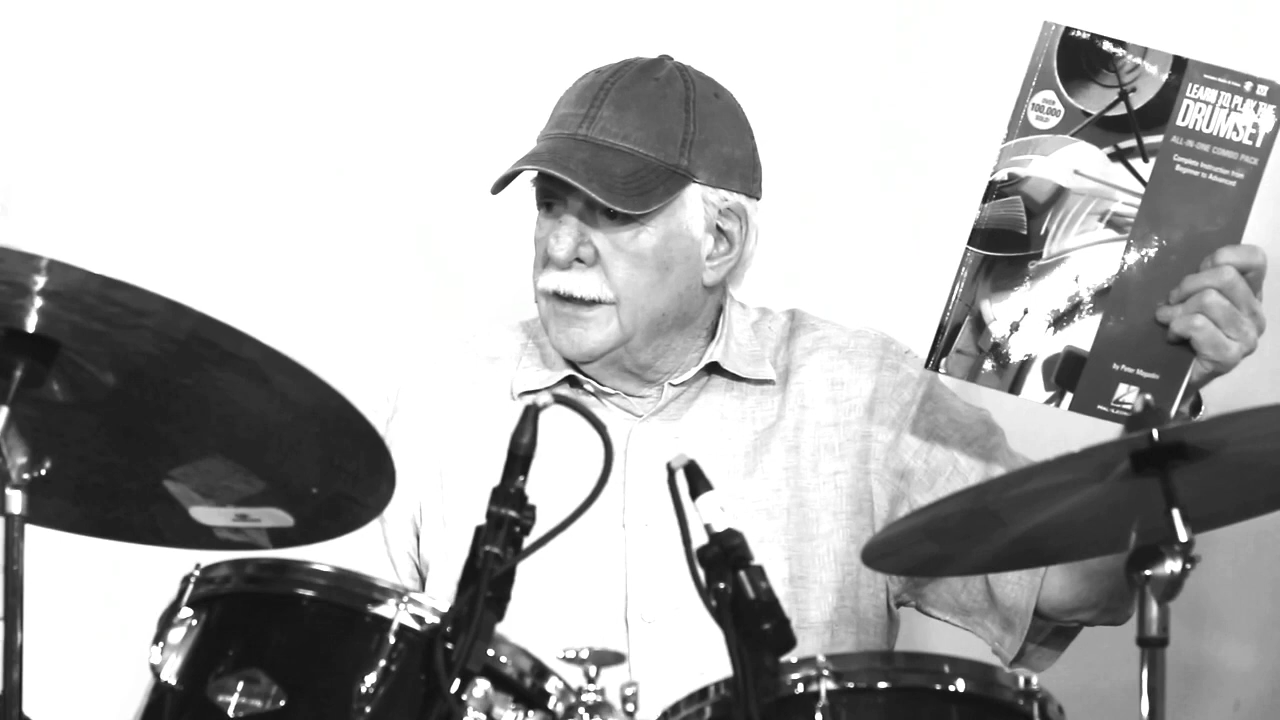 OVER
100,000
SOLD!
LEARN TO PLAY THE
DRUMSET
ALL-IN-ONE COMBO PACK
Complete Instruction from
Beginner to Advanced
by Peter Magadini